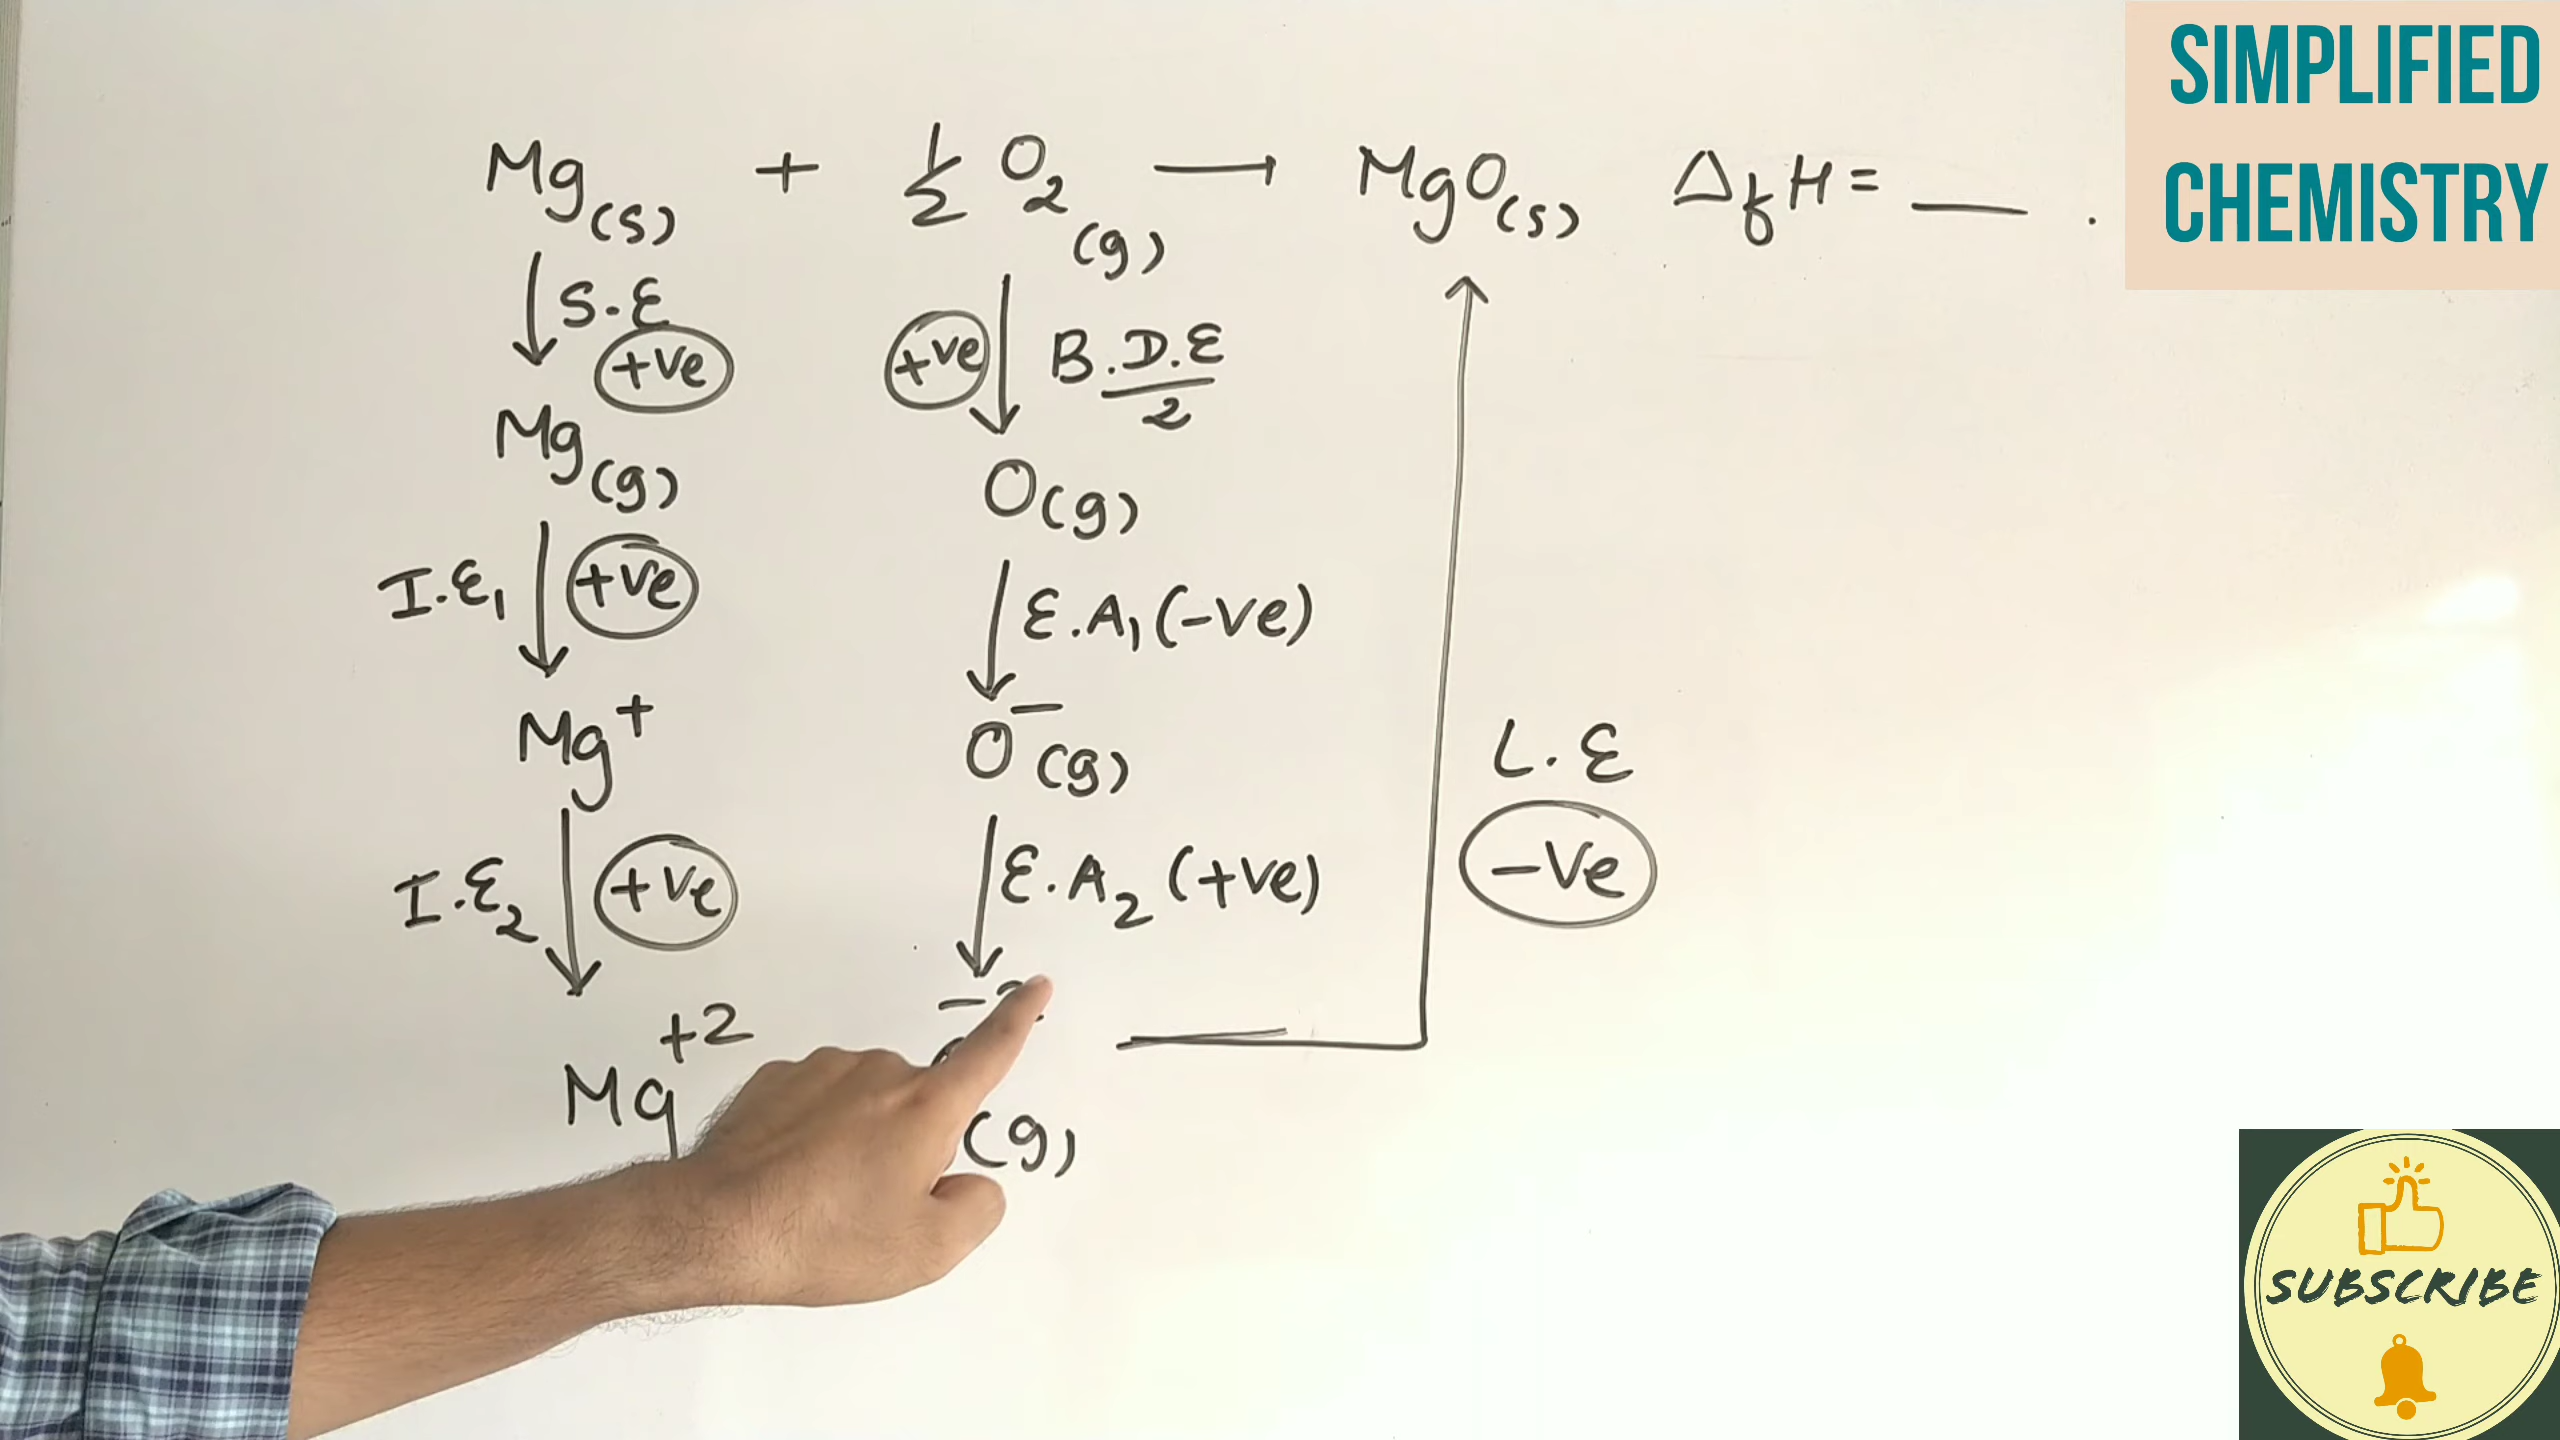 SIMPLIFIED
CHEMISTRY
Mg(s) + 1/2 O2(g) → MgO(s) ΔfH = __ .
↓ S.E
+ve
+ve ↓ B.D.E/2
Mg(g)
O(g)
I.E1 ↓ +ve
↓ E.A1 (-ve)
Mg+
O-(g)
L.E
-ve
I.E2 ↓ +ve
↓ E.A2 (+ve)
Mg+2
(g)
SUBSCRIBE